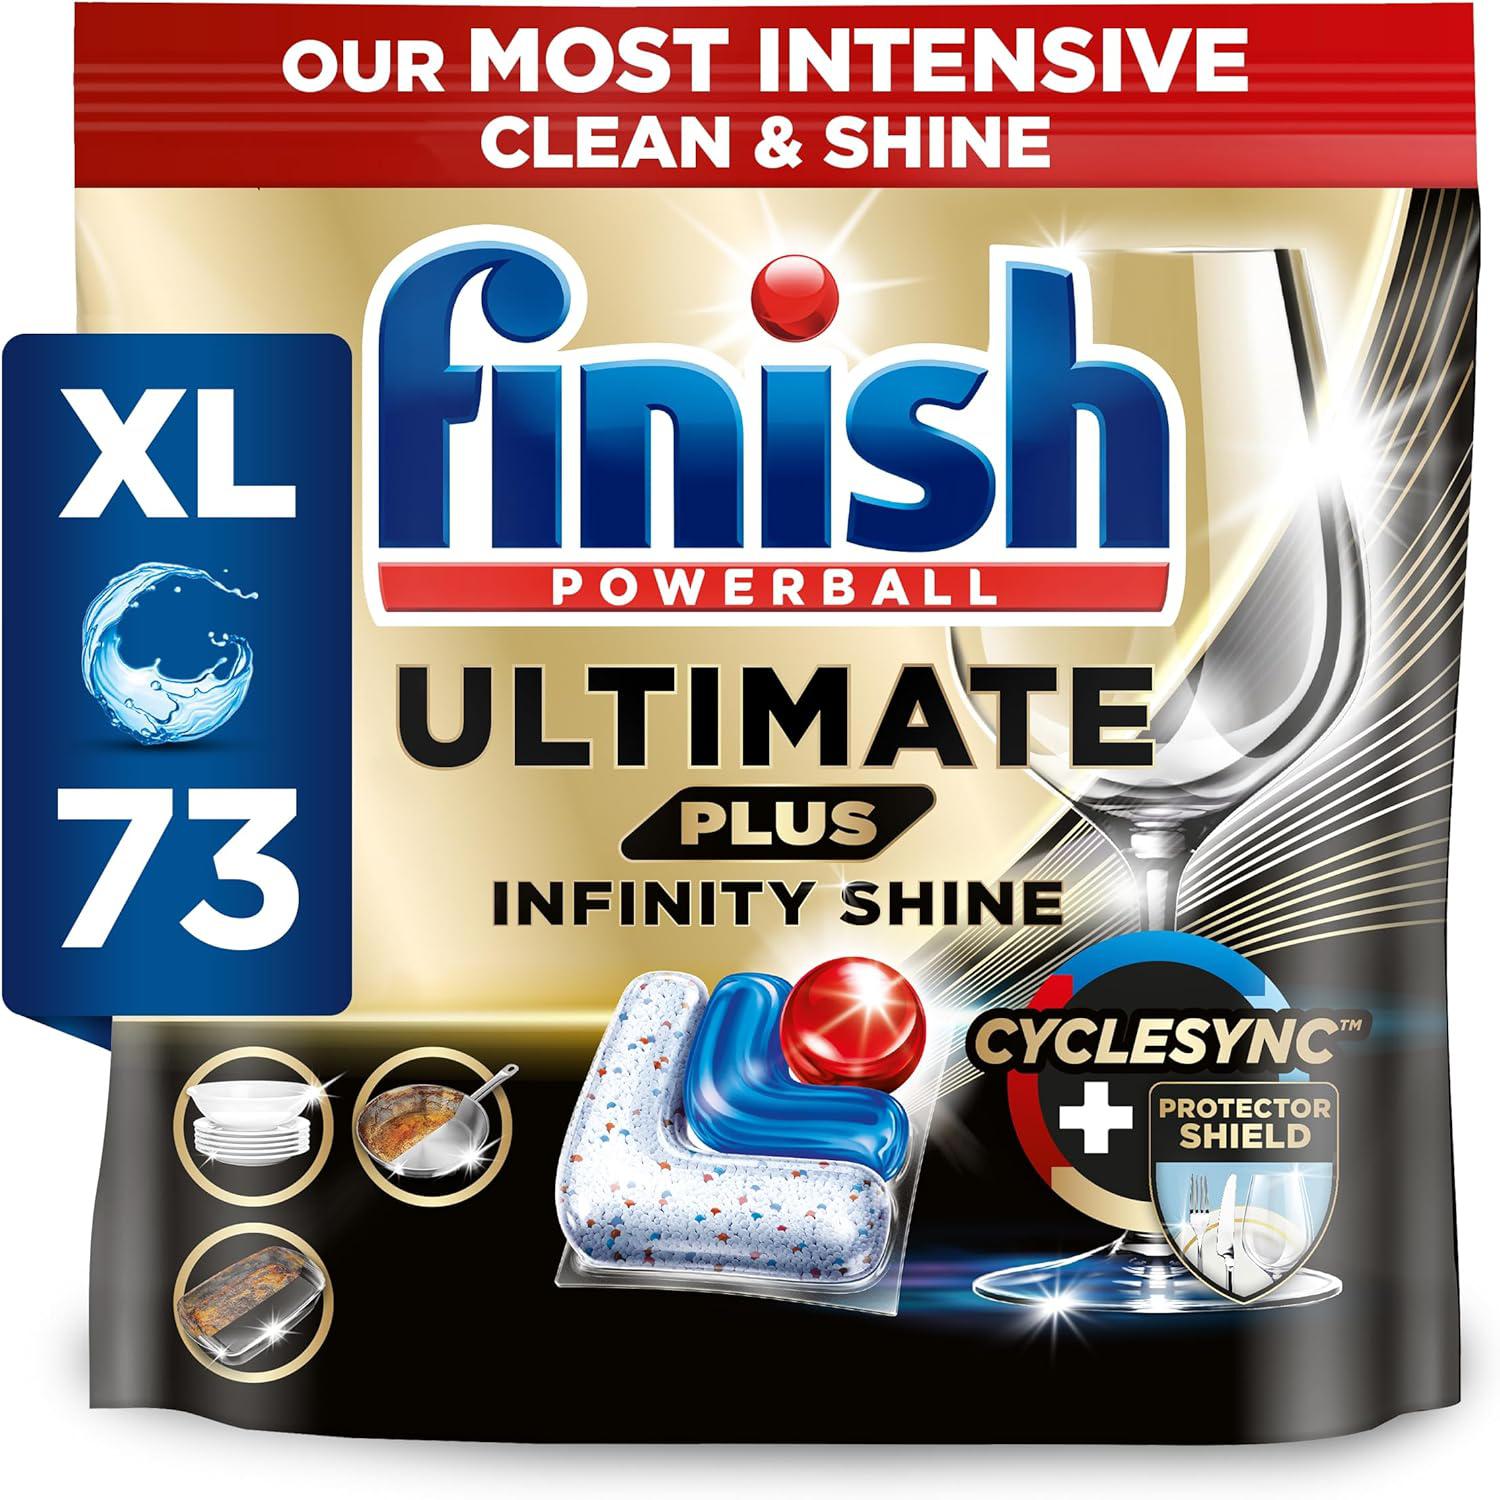 OUR MOST INTENSIVE
CLEAN & SHINE
XL
73
finish
POWERBALL
ULTIMATE
PLUS
INFINITY SHINE
CYCLESYNC™
PROTECTOR
SHIELD